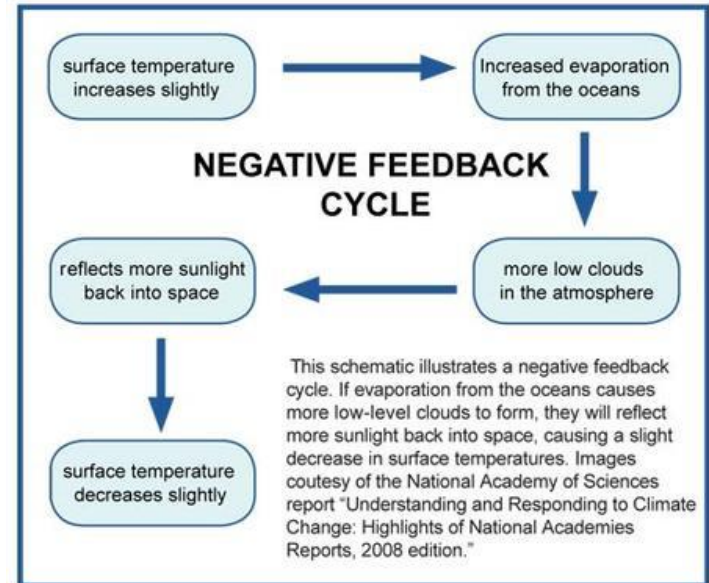 surface temperature
increases slightly
Increased evaporation
from the oceans
NEGATIVE FEEDBACK
CYCLE
reflects more sunlight
back into space
more low clouds
in the atmosphere
surface temperature
decreases slightly
This schematic illustrates a negative feedback
cycle. If evaporation from the oceans causes
more low-level clouds to form, they will reflect
more sunlight back into space, causing a slight
decrease in surface temperatures. Images
coutesy of the National Academy of Sciences
report “Understanding and Responding to Climate
Change: Highlights of National Academies
Reports, 2008 edition.”